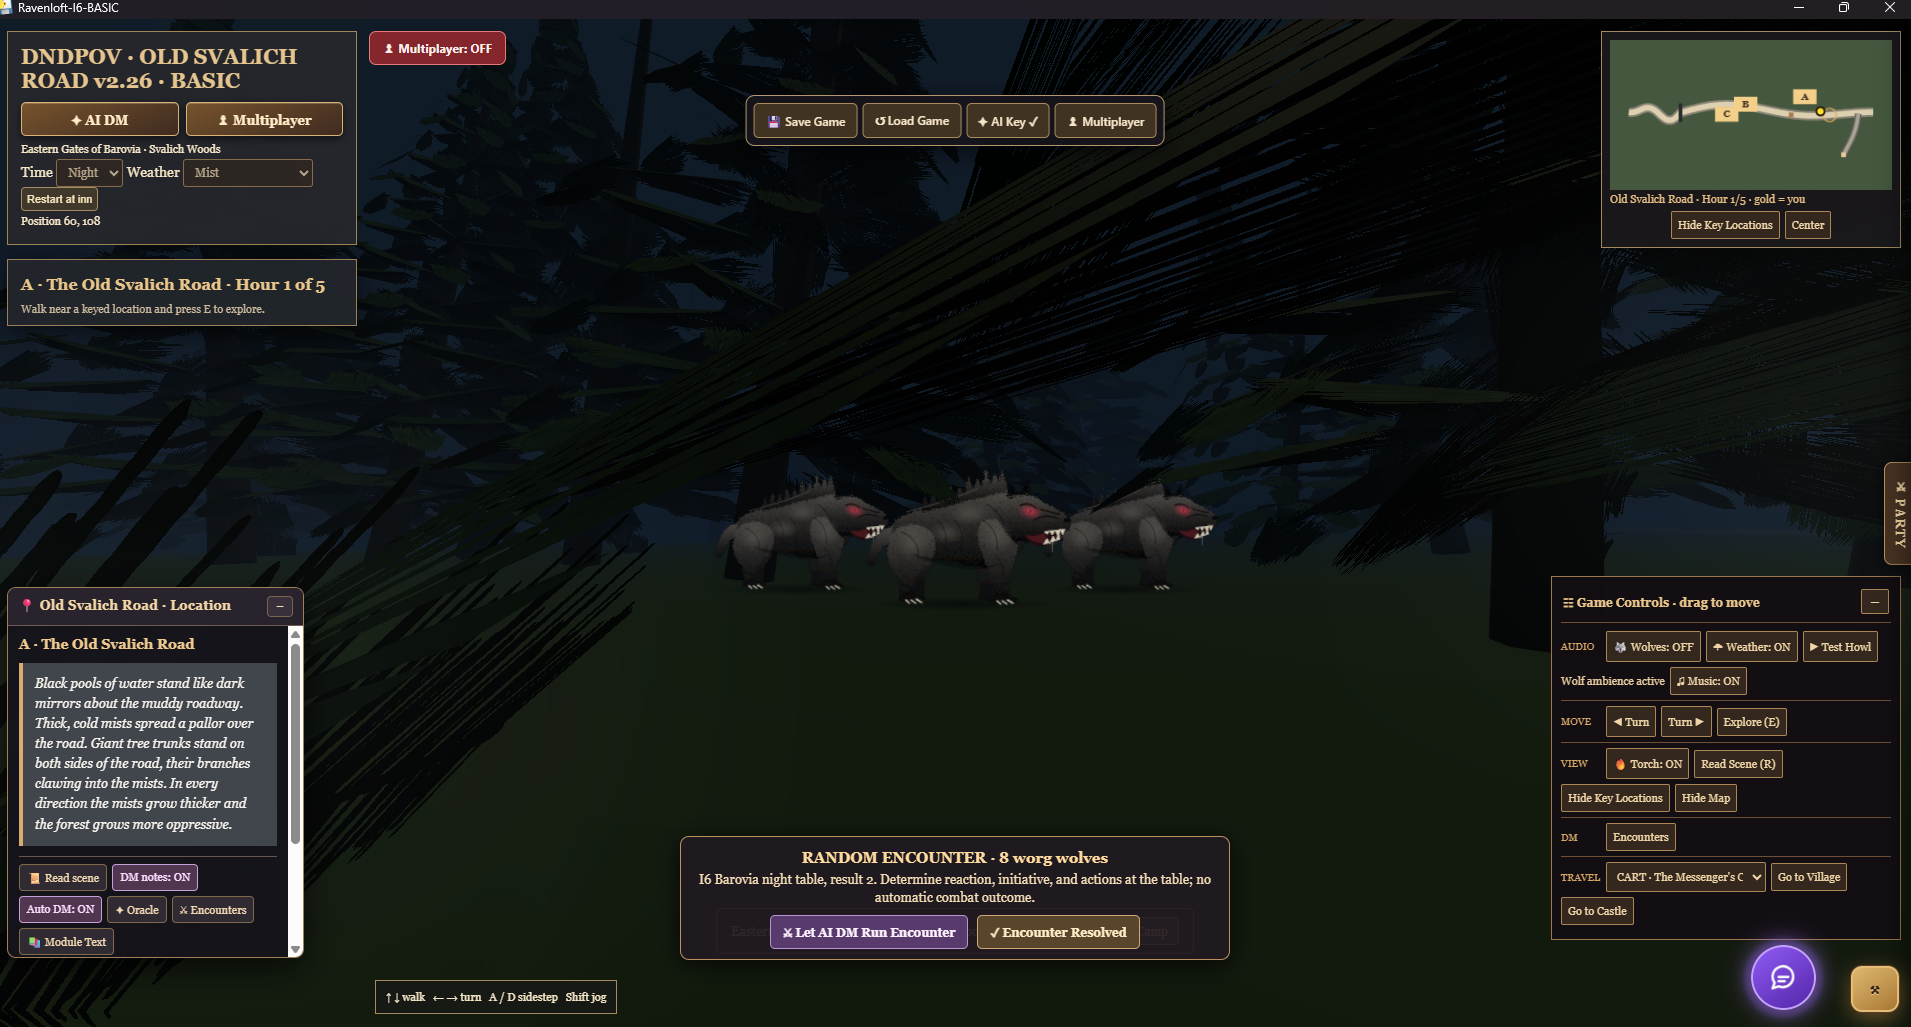 Ravenloft-I6-BASIC
DNDPOV · OLD SVALICH
ROAD v2.26 · BASIC
AI DM
Multiplayer
Eastern Gates of Barovia · Svalich Woods
Time Night Weather Mist
Restart at inn
Position 60, 108
A · The Old Svalich Road · Hour 1 of 5
Walk near a keyed location and press E to explore.
Multiplayer: OFF
Save Game
Load Game
AI Key ✓
Multiplayer
A
B
C
Old Svalich Road · Hour 1/5 · gold = you
Hide Key Locations
Center
PARTY
Old Svalich Road · Location
A · The Old Svalich Road
Black pools of water stand like dark
mirrors about the muddy roadway.
Thick, cold mists spread a pallor over
the road. Giant tree trunks stand on
both sides of the road, their branches
clawing into the mists. In every
direction the mists grow thicker and
the forest grows more oppressive.
Read scene
DM notes: ON
Auto DM: ON
Oracle
Encounters
Module Text
RANDOM ENCOUNTER · 8 worg wolves
I6 Barovia night table, result 2. Determine reaction, initiative, and actions at the table; no
automatic combat outcome.
Let AI DM Run Encounter
✓ Encounter Resolved
↑↓ walk ←→ turn A / D sidestep Shift jog
Game Controls · drag to move
AUDIO Wolves: OFF Weather: ON ▶ Test Howl
Wolf ambience active ♫ Music: ON
MOVE ◀ Turn Turn ▶ Explore (E)
VIEW Torch: ON Read Scene (R)
Hide Key Locations Hide Map
DM Encounters
TRAVEL CART · The Messenger's C Go to Village
Go to Castle